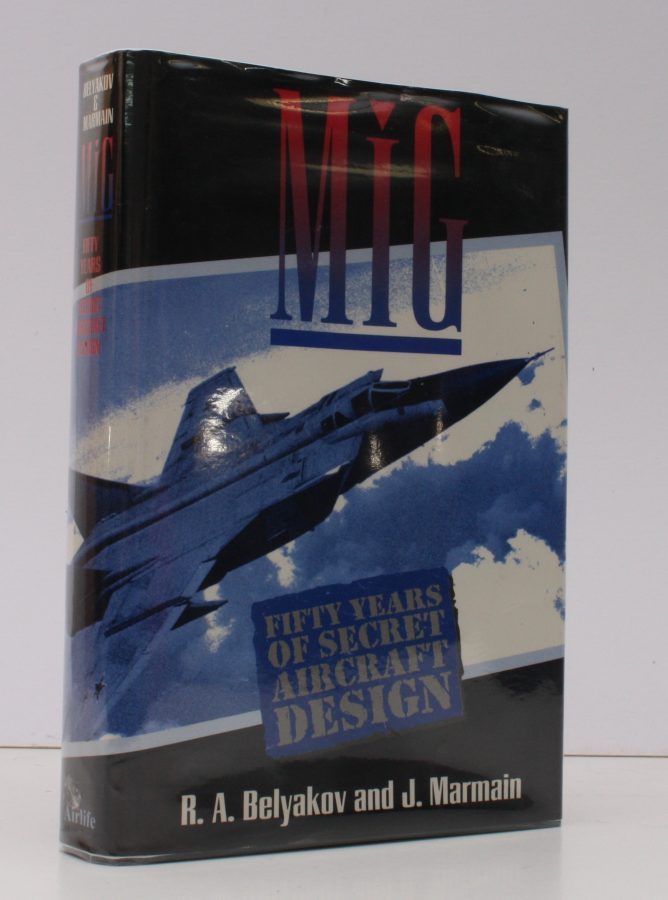 BELYAKOV
&
MARMAIN
MiG
FIFTY
YEARS
OF
SECRET
AIRCRAFT
DESIGN
Airlife
MiG
FIFTY YEARS
OF SECRET
AIRCRAFT
DESIGN
R. A. Belyakov and J. Marmain